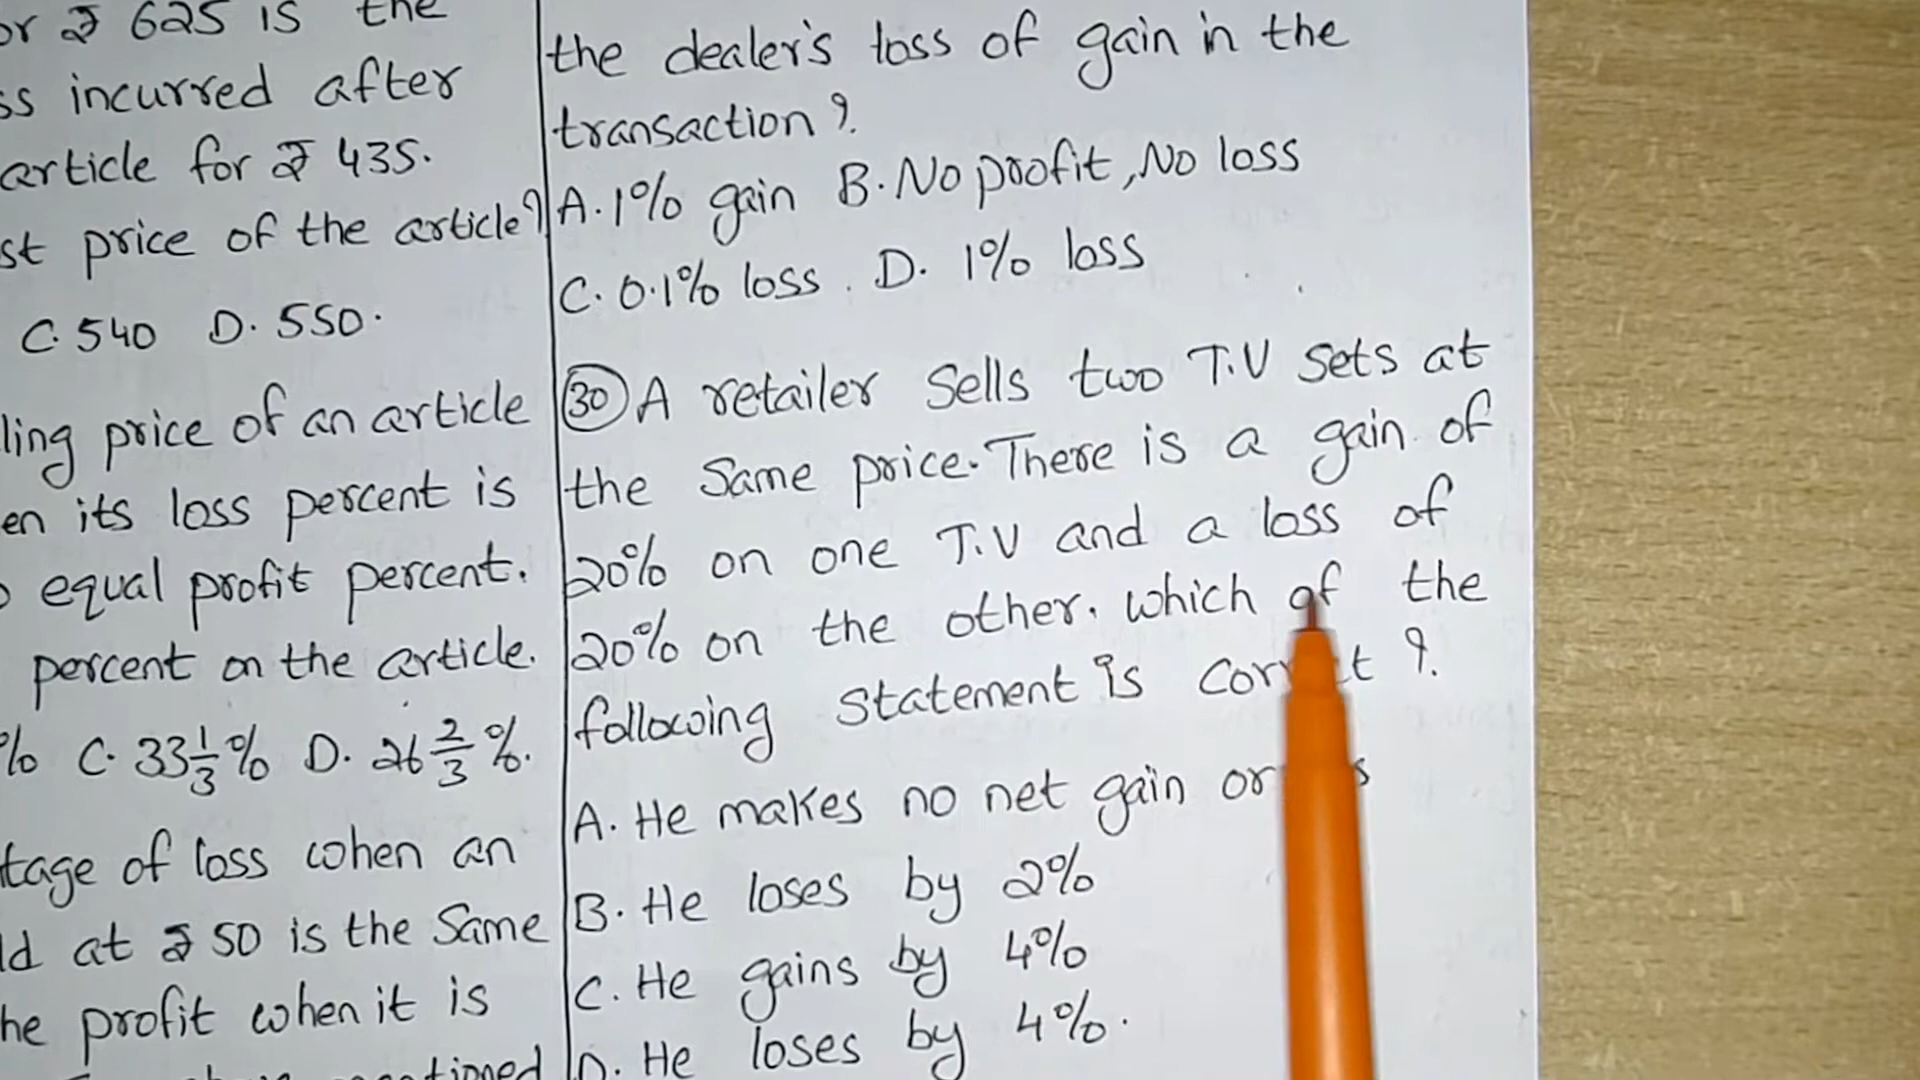 or ₹ 625 is the
ss incurred after
article for ₹ 435.
st price of the article?
C. 540 D. 550.
ling price of an article
en its loss percent is
equal profit percent.
percent on the article.
% C. 33 1/3 % D. 26 2/3 %.
tage of loss when an
ld at ₹ 50 is the same
he profit when it is
the dealer's loss of gain in the
transaction?
A. 1% gain B. No profit, No loss
C. 0.1% loss. D. 1% loss
30 A retailer sells two T.V sets at
the same price. There is a gain of
20% on one T.V and a loss of
20% on the other. which of the
following statement is correct?
A. He makes no net gain or
B. He loses by 2%
C. He gains by 4%
D. He loses by 4%.